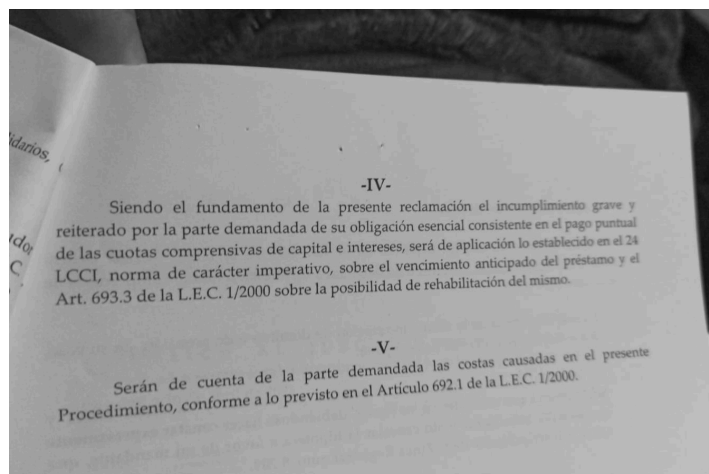 idarios,
-IV-
Siendo el fundamento de la presente reclamación el incumplimiento grave y
reiterado por la parte demandada de su obligación esencial consistente en el pago puntual
de las cuotas comprensivas de capital e intereses, será de aplicación lo establecido en el 24
LCCI, norma de carácter imperativo, sobre el vencimiento anticipado del préstamo y el
Art. 693.3 de la L.E.C. 1/2000 sobre la posibilidad de rehabilitación del mismo.
-V-
Serán de cuenta de la parte demandada las costas causadas en el presente
Procedimiento, conforme a lo previsto en el Artículo 692.1 de la L.E.C. 1/2000.